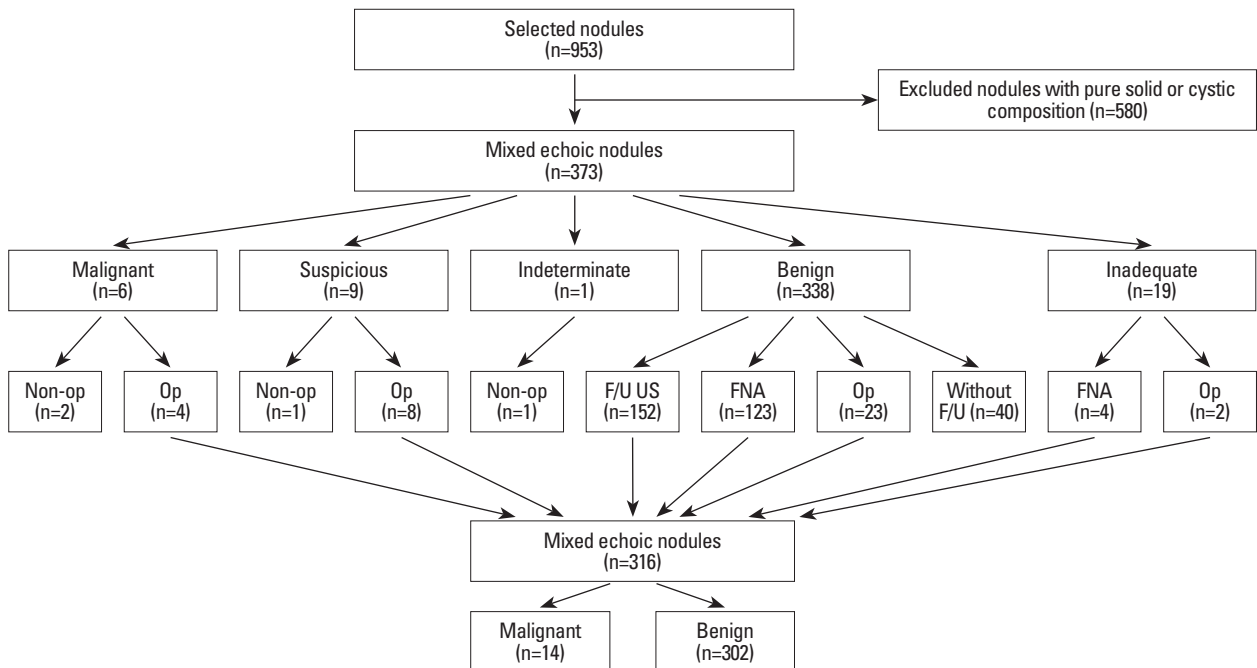 Selected nodules
(n=953)
Excluded nodules with pure solid or cystic
composition (n=580)
Mixed echoic nodules
(n=373)
Malignant
(n=6)
Suspicious
(n=9)
Indeterminate
(n=1)
Benign
(n=338)
Inadequate
(n=19)
Non-op
(n=2)
Op
(n=4)
Non-op
(n=1)
Op
(n=8)
Non-op
(n=1)
F/U US
(n=152)
FNA
(n=123)
Op
(n=23)
Without
F/U (n=40)
FNA
(n=4)
Op
(n=2)
Mixed echoic nodules
(n=316)
Malignant
(n=14)
Benign
(n=302)